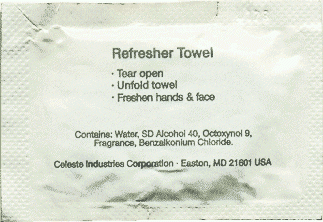 Refresher Towel
· Tear open
· Unfold towel
· Freshen hands & face
Contains: Water, SD Alcohol 40, Octoxynol 9,
Fragrance, Benzalkonium Chloride.
Celeste Industries Corporation · Easton, MD 21601 USA